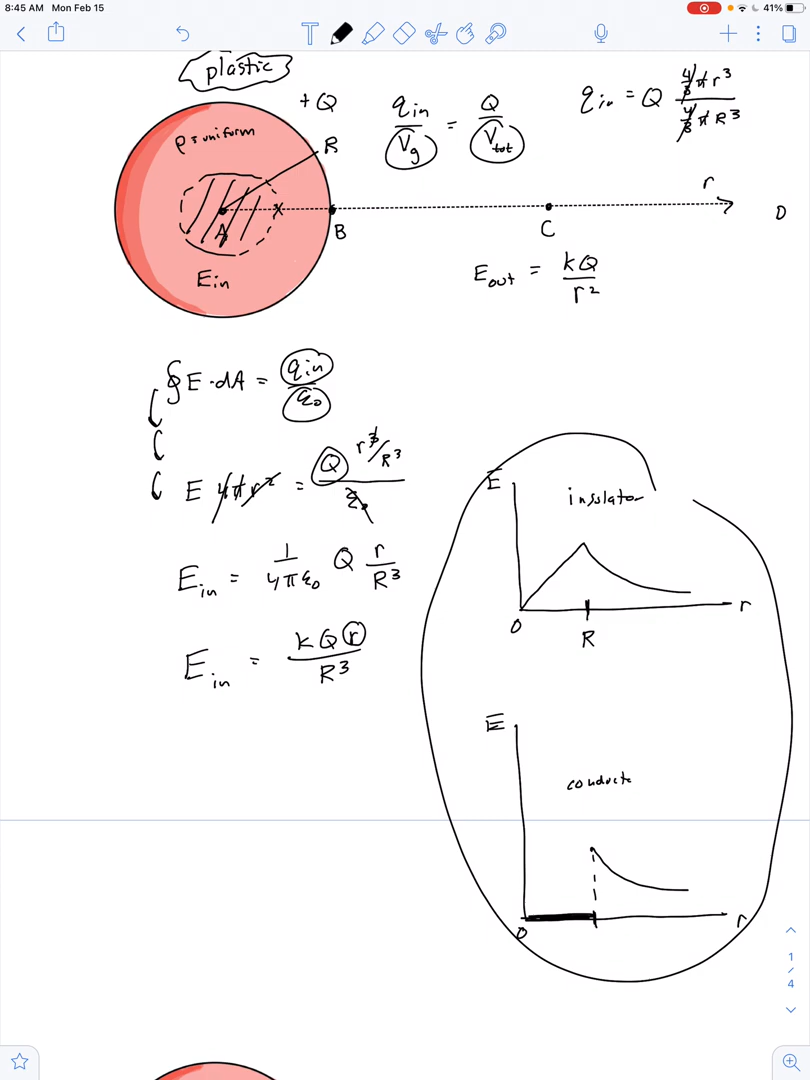 8:45 AM Mon Feb 15
41%
T
plastic
+Q
ρ = uniform
R
q_in / V_g = Q / V_tot
q_in = Q (4/3 π r³) / (4/3 π R³)
r
A
B
C
D
E_in
E_out = kQ / r²
∮ E · dA = q_in / ε₀
E 4πr² = Q r³/R³ / ε₀
E_in = 1 / 4πε₀ Q r / R³
E_in = kQr / R³
E
insulator
0
R
r
E
conducto
0
r
1
/
4